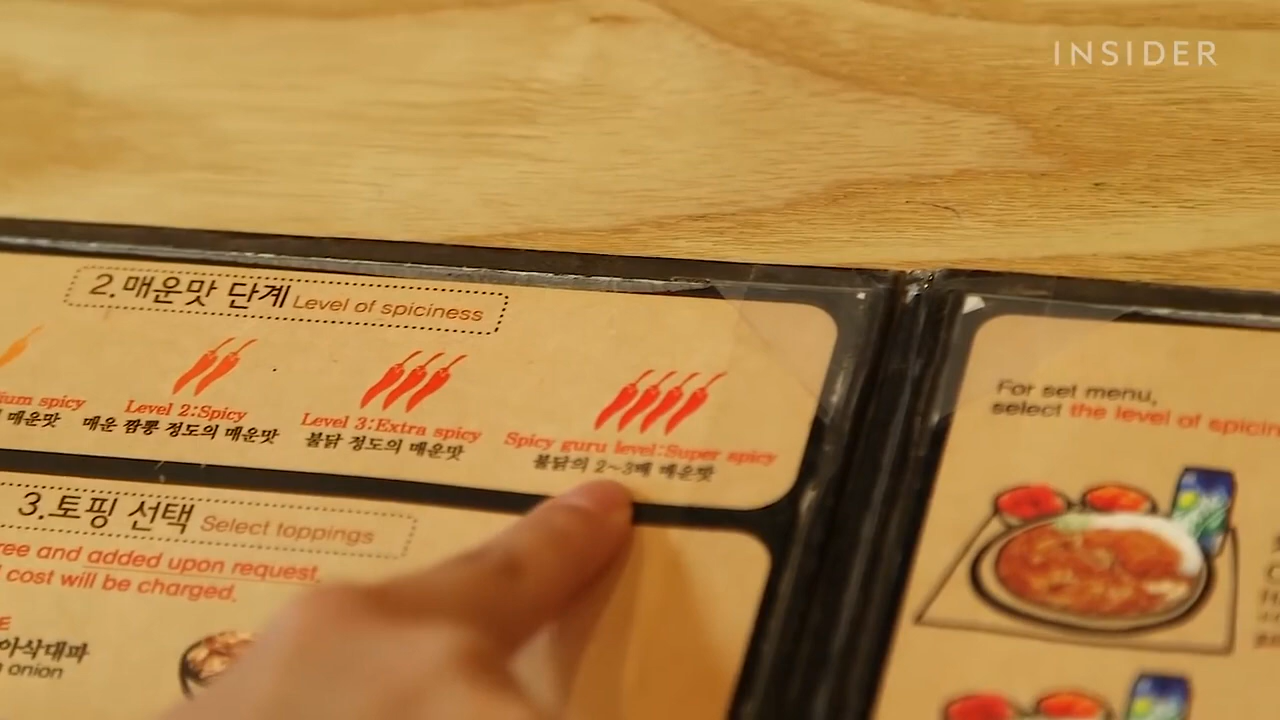 INSIDER
2.매운맛 단계 Level of spiciness
spicy
매운맛
Level 2:Spicy
매운 짬뽕 정도의 매운맛
Level 3:Extra spicy
불닭 정도의 매운맛
Spicy guru level:Super spicy
불닭의 2~3배 매운맛
3.토핑 선택 Select toppings
and added upon request.
cost will be charged.
아삭대파
onion
For set menu,
select the level of